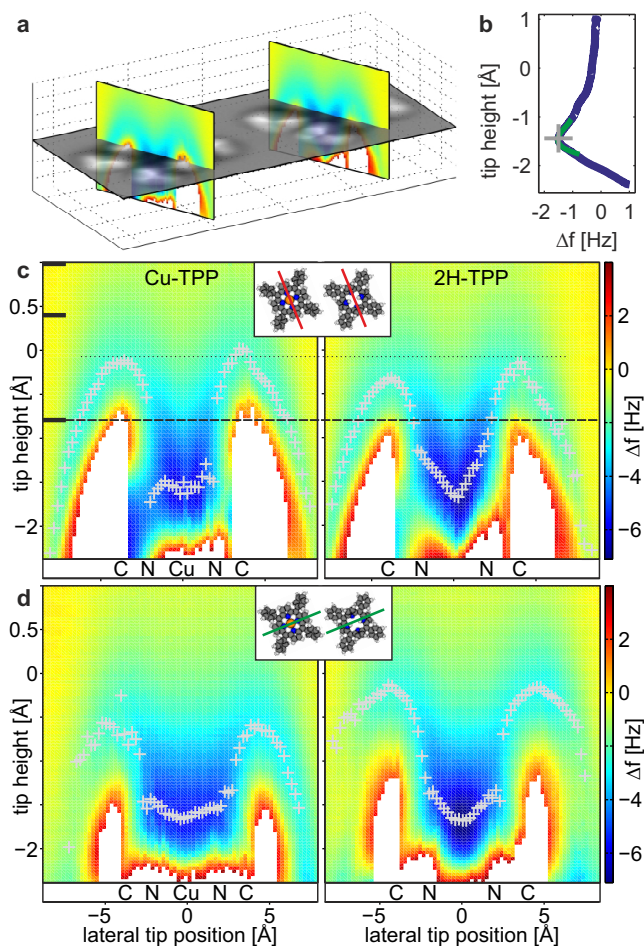 a
b
tip height [Å]
1
0
-1
-2
-2 -1 0 1
Δf [Hz]
c
Cu-TPP
2H-TPP
tip height [Å]
0.5
0
-2
C N Cu N C
C N N C
Δf [Hz]
2
0
-2
-4
-6
d
tip height [Å]
0.5
0
-2
C N Cu N C
C N N C
−5 0 5
−5 0 5
lateral tip position [Å]
lateral tip position [Å]
Δf [Hz]
2
0
-2
-4
-6